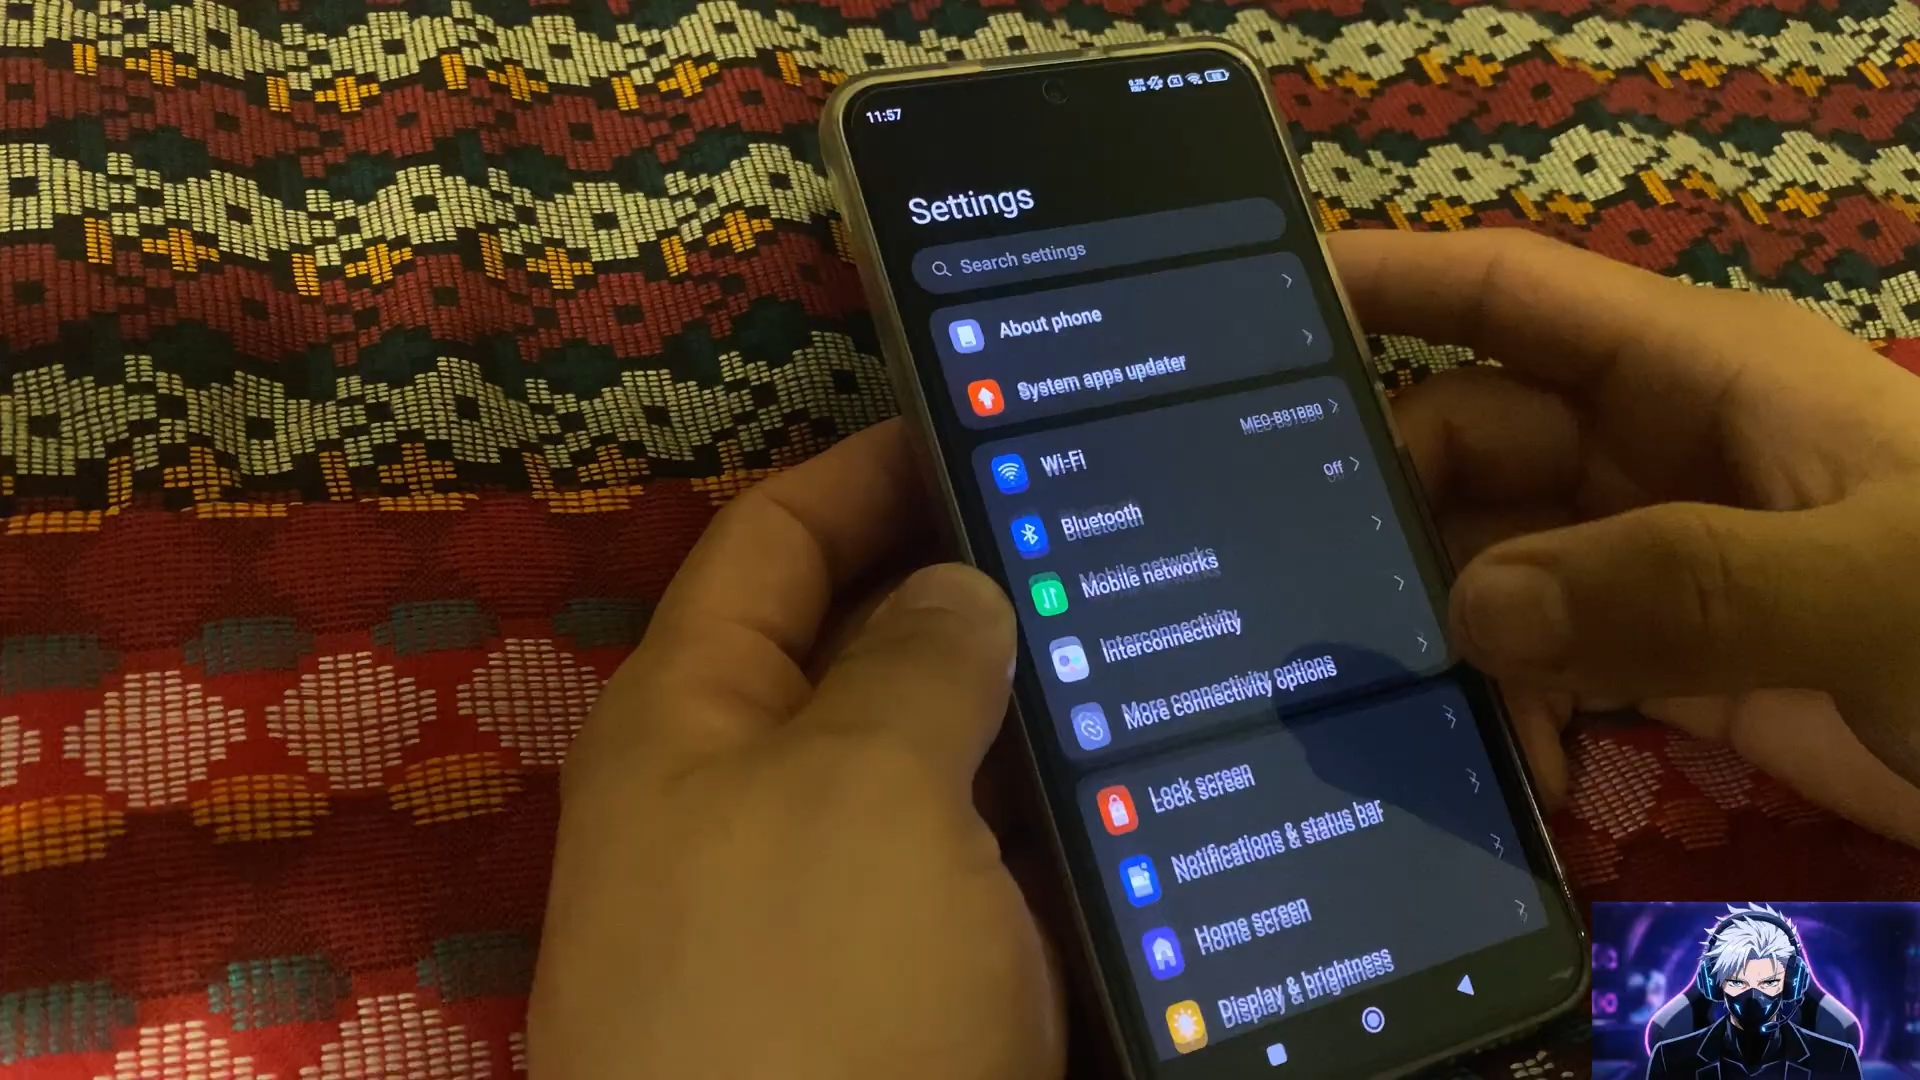 11:57
Settings
Search settings
About phone
System apps updater
Wi-Fi
MEO-B81BB0
Bluetooth
Off
Mobile networks
Interconnectivity
More connectivity options
Lock screen
Notifications & status bar
Home screen
Display & brightness